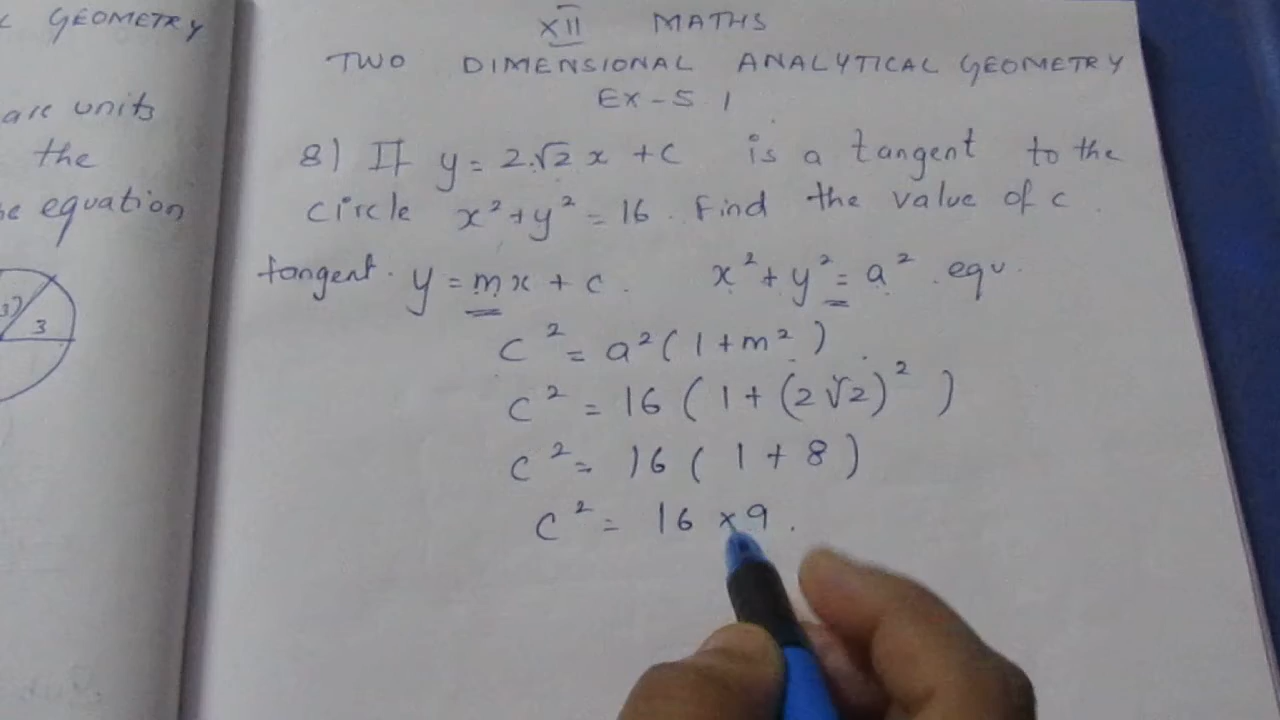 GEOMETRY
are units
the
equation
3
XII MATHS
TWO DIMENSIONAL ANALYTICAL GEOMETRY
EX-5.1
8) If y = 2√2 x + c is a tangent to the
circle x² + y² = 16. Find the value of c.
tangent. y = mx + c. x² + y² = a². equ.
c² = a²(1+m²)
c² = 16 (1 + (2√2)²)
c² = 16 (1 + 8)
c² = 16 × 9.